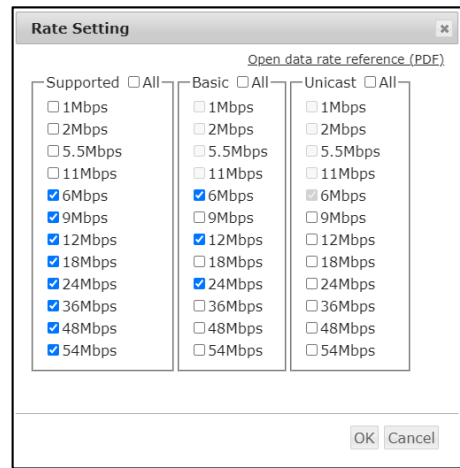 Rate Setting
Open data rate reference (PDF)
Supported All
1Mbps
2Mbps
5.5Mbps
11Mbps
6Mbps
9Mbps
12Mbps
18Mbps
24Mbps
36Mbps
48Mbps
54Mbps
Basic All
1Mbps
2Mbps
5.5Mbps
11Mbps
6Mbps
9Mbps
12Mbps
18Mbps
24Mbps
36Mbps
48Mbps
54Mbps
Unicast All
1Mbps
2Mbps
5.5Mbps
11Mbps
6Mbps
9Mbps
12Mbps
18Mbps
24Mbps
36Mbps
48Mbps
54Mbps
OK Cancel